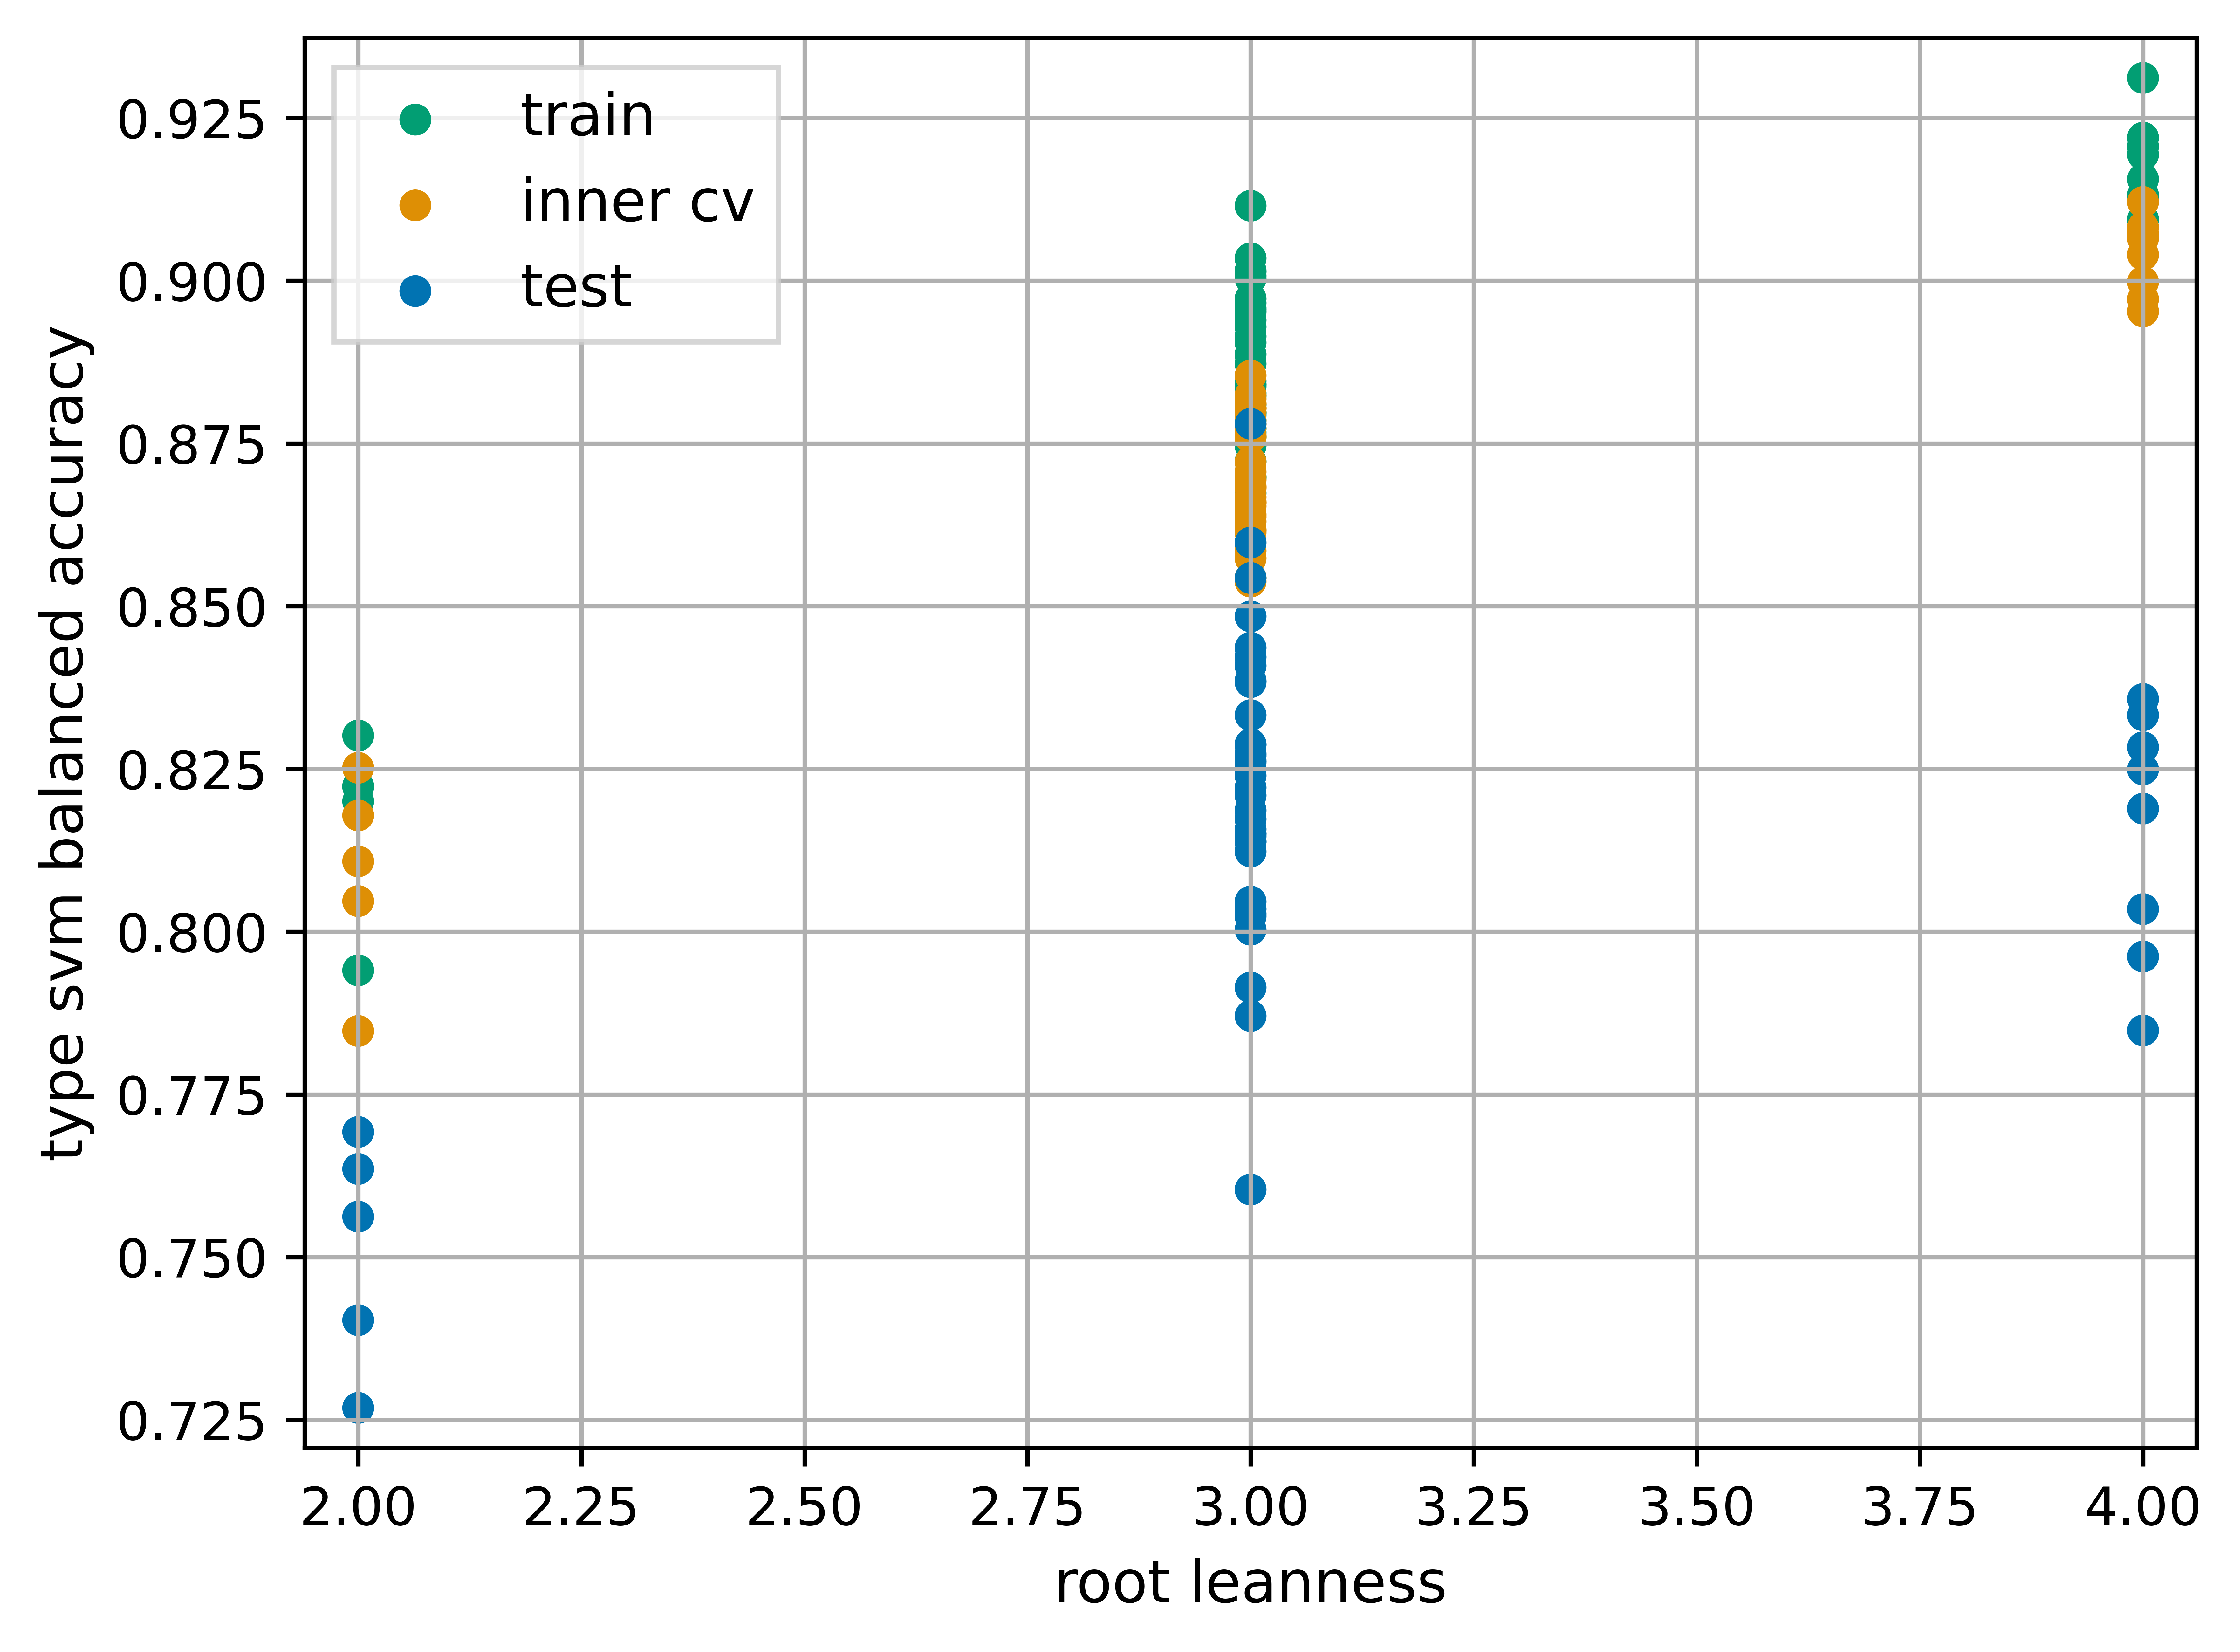 train
inner cv
test
0.925
0.900
0.875
0.850
0.825
0.800
0.775
0.750
0.725
type svm balanced accuracy
2.00 2.25 2.50 2.75 3.00 3.25 3.50 3.75 4.00
root leanness